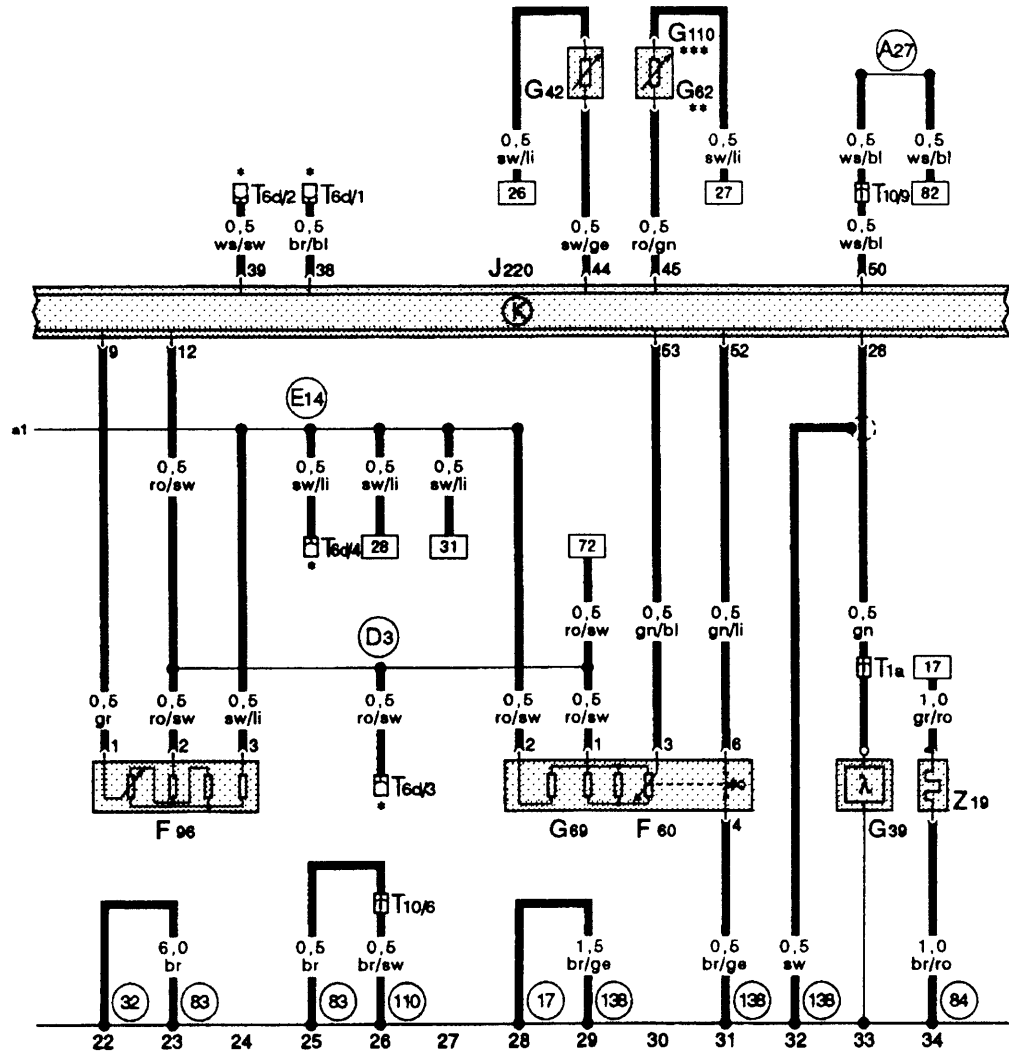 G110
***
A27
G42
G62
**
0,5 sw/li
0,5 sw/li
0,5 ws/bl
0,5 ws/bl
* *
T6d/2 T6d/1
26
27
T10/9
82
0,5 ws/sw
0,5 br/bl
0,5 sw/ge
0,5 ro/gn
0,5 ws/bl
39 38 J220 44 45 50
K
9 12 53 52 28
E14
a1
0,5 ro/sw
0,5 sw/li
0,5 sw/li
0,5 sw/li
T6d/4
*
28
31
72
0,5 ro/sw
0,5 gn/bl
0,5 gn/li
0,5 gn
D3
T1a
17
0,5 gr
0,5 ro/sw
0,5 sw/li
0,5 ro/sw
0,5 ro/sw
0,5 ro/sw
1,0 gr/ro
1 2 3 2 1 3 6
T6d/3
*
λ
F96
G69
F60
4
G39
Z19
T10/6
6,0 br
0,5 br
0,5 br/sw
1,5 br/ge
0,5 br/ge
0,5 sw
1,0 br/ro
32 83 83 110 17 138 138 138 84
22 23 24 25 26 27 28 29 30 31 32 33 34